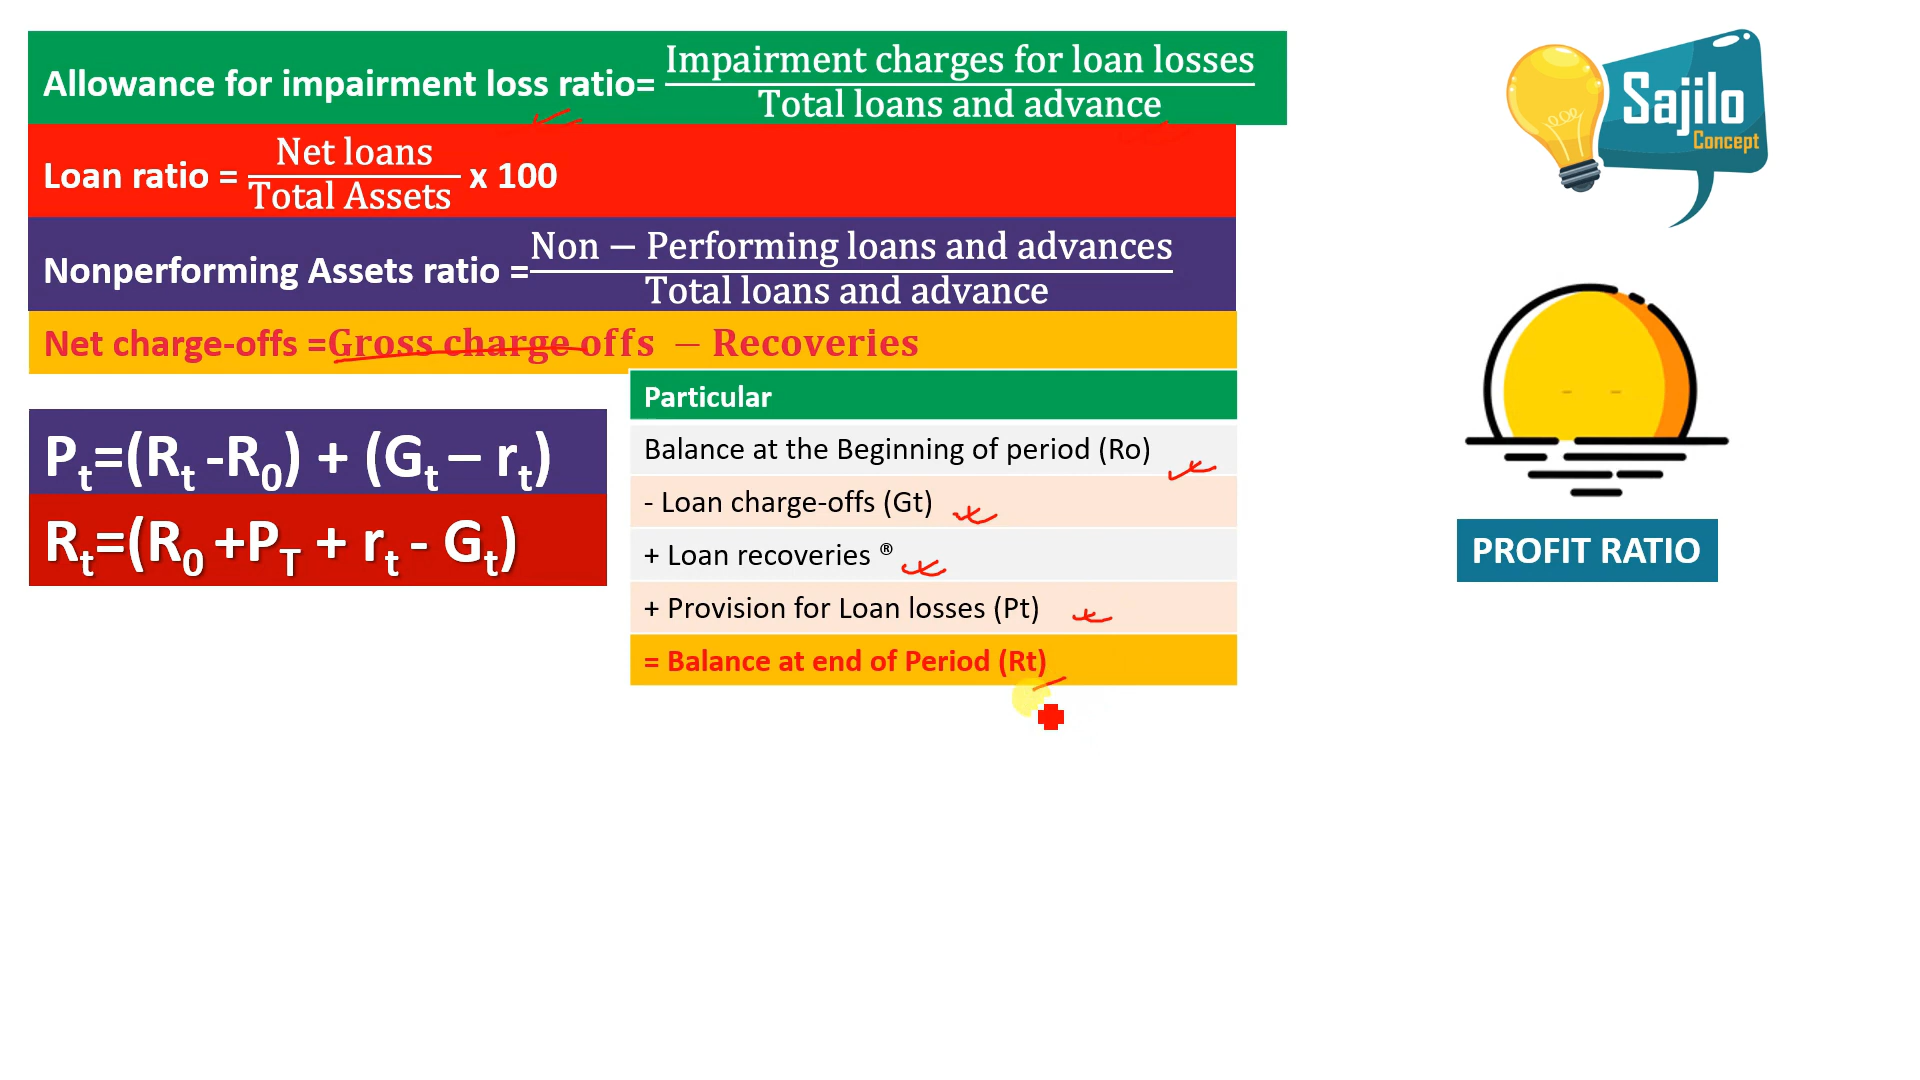 Allowance for impairment loss ratio= Impairment charges for loan losses
Total loans and advance
Loan ratio = Net loans
Total Assets x 100
Nonperforming Assets ratio = Non − Performing loans and advances
Total loans and advance
Net charge-offs =Gross charge offs − Recoveries
Pt=(Rt -R0) + (Gt – rt)
Rt=(R0 +PT + rt - Gt)
Particular
Balance at the Beginning of period (Ro)
- Loan charge-offs (Gt)
+ Loan recoveries ®
+ Provision for Loan losses (Pt)
= Balance at end of Period (Rt)
Sajilo
Concept
PROFIT RATIO